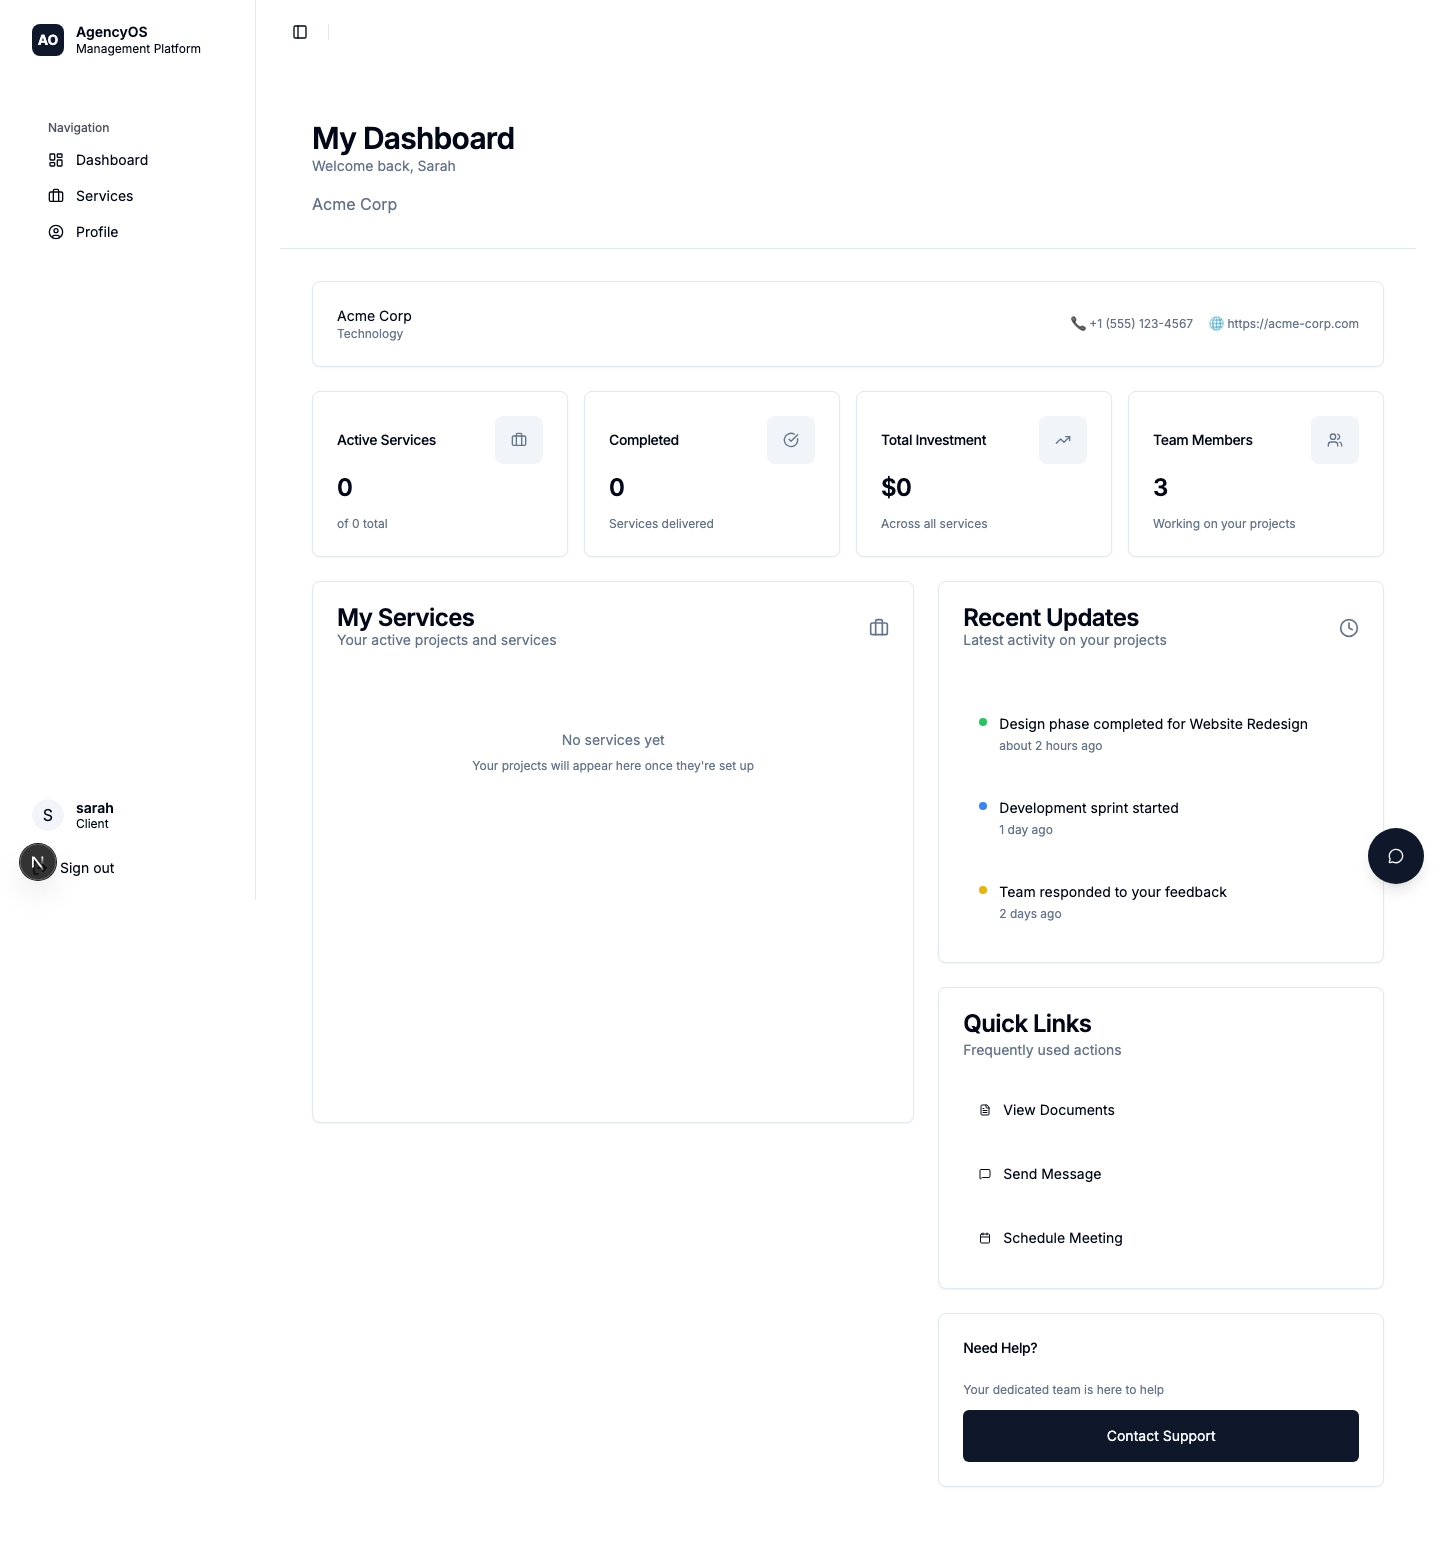 AO
AgencyOS
Management Platform
Navigation
Dashboard
Services
Profile
sarah
Client
S
N
Sign out
My Dashboard
Welcome back, Sarah
Acme Corp
Acme Corp
Technology
+1 (555) 123-4567
https://acme-corp.com
Active Services
0
of 0 total
Completed
0
Services delivered
Total Investment
$0
Across all services
Team Members
3
Working on your projects
My Services
Your active projects and services
No services yet
Your projects will appear here once they're set up
Recent Updates
Latest activity on your projects
Design phase completed for Website Redesign
about 2 hours ago
Development sprint started
1 day ago
Team responded to your feedback
2 days ago
Quick Links
Frequently used actions
View Documents
Send Message
Schedule Meeting
Need Help?
Your dedicated team is here to help
Contact Support